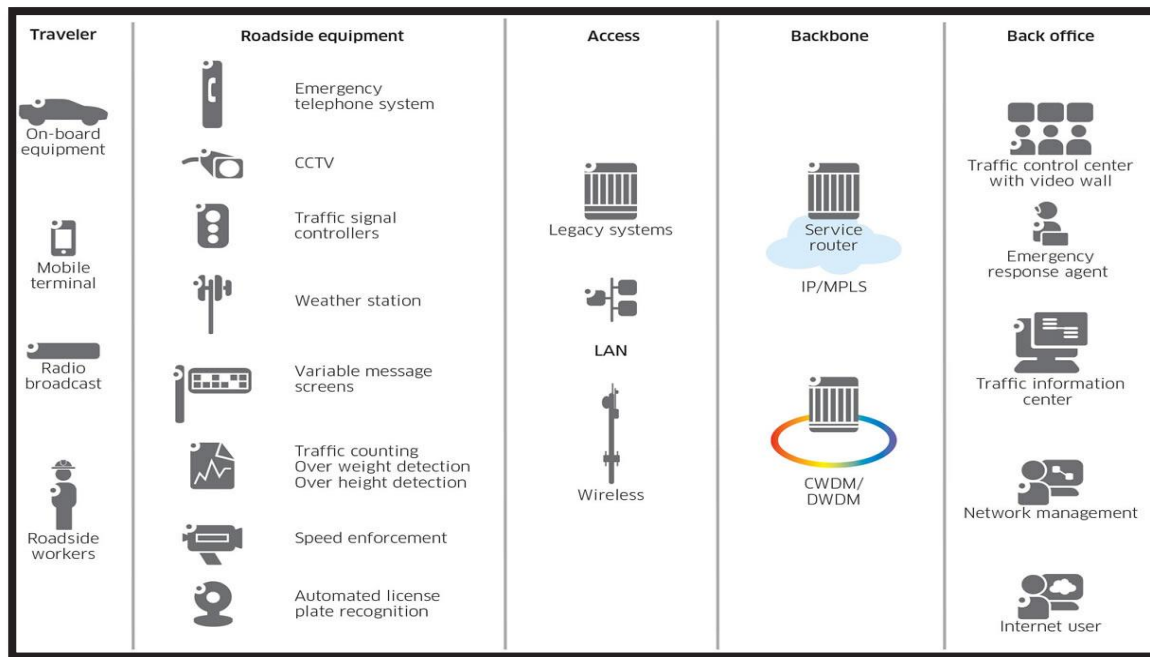 Traveler
On-board
equipment
Mobile
terminal
Radio
broadcast
Roadside
workers
Roadside equipment
Emergency
telephone system
CCTV
Traffic signal
controllers
Weather station
Variable message
screens
Traffic counting
Over weight detection
Over height detection
Speed enforcement
Automated license
plate recognition
Access
Legacy systems
LAN
Wireless
Backbone
Service
router
IP/MPLS
CWDM/
DWDM
Back office
Traffic control center
with video wall
Emergency
response agent
Traffic information
center
Network management
Internet user